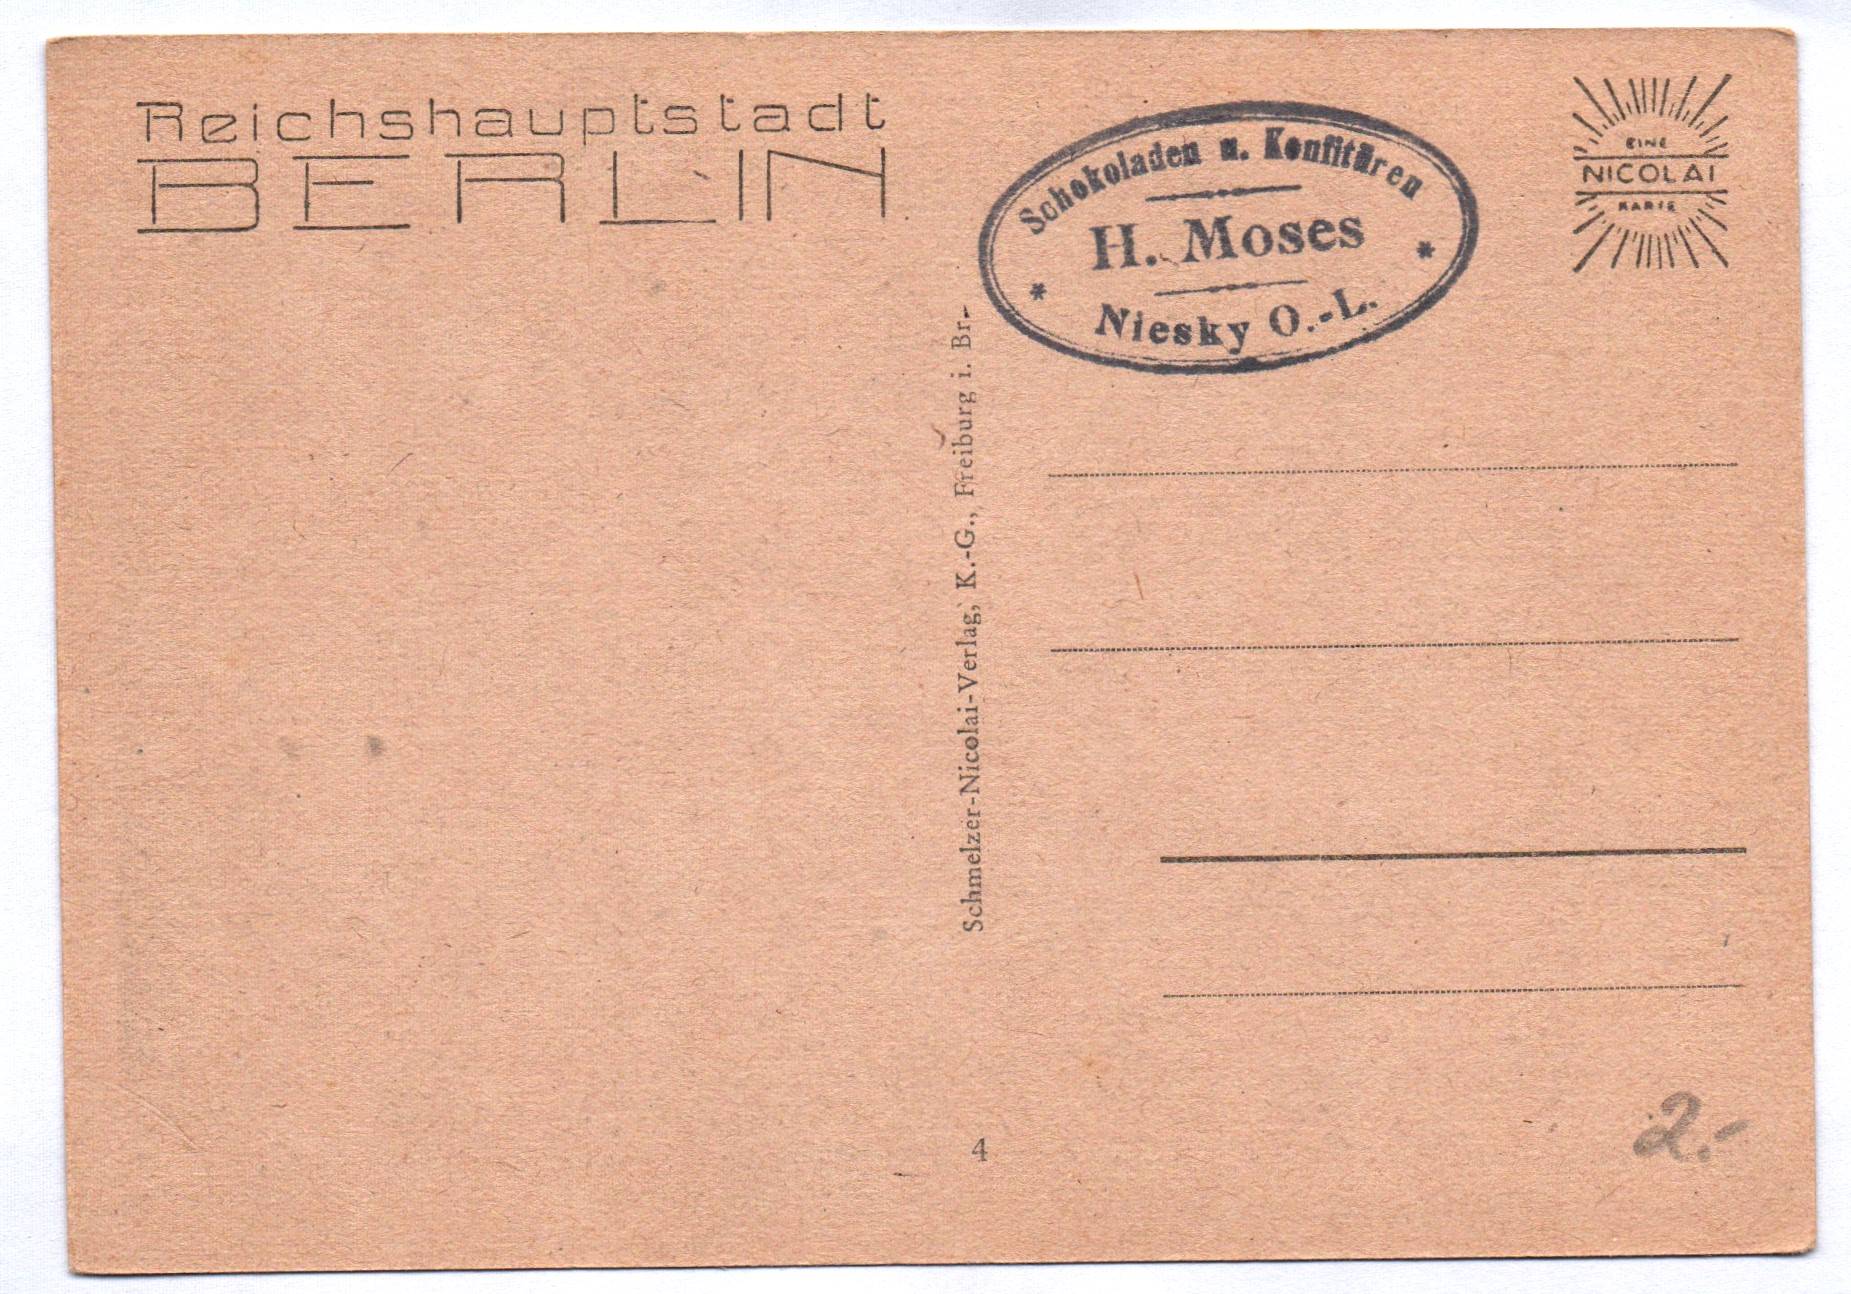 Reichshauptstadt
BERLIN
Schokoladen u. Konfitüren
H. Moses
* Niesky O.-L. *
EINE
NICOLAI
KARTE
Schmelzer-Nicolai-Verlag, K.-G., Freiburg i. Br.
4
2.-